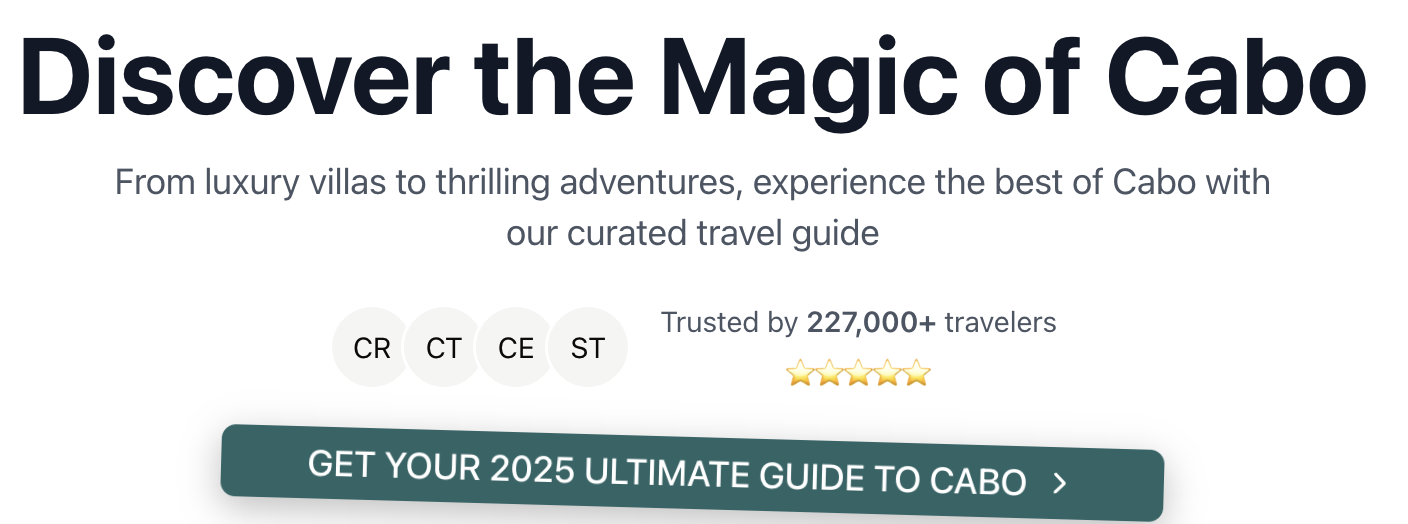 Discover the Magic of Cabo
From luxury villas to thrilling adventures, experience the best of Cabo with
our curated travel guide
CR CT CE ST
Trusted by 227,000+ travelers
GET YOUR 2025 ULTIMATE GUIDE TO CABO